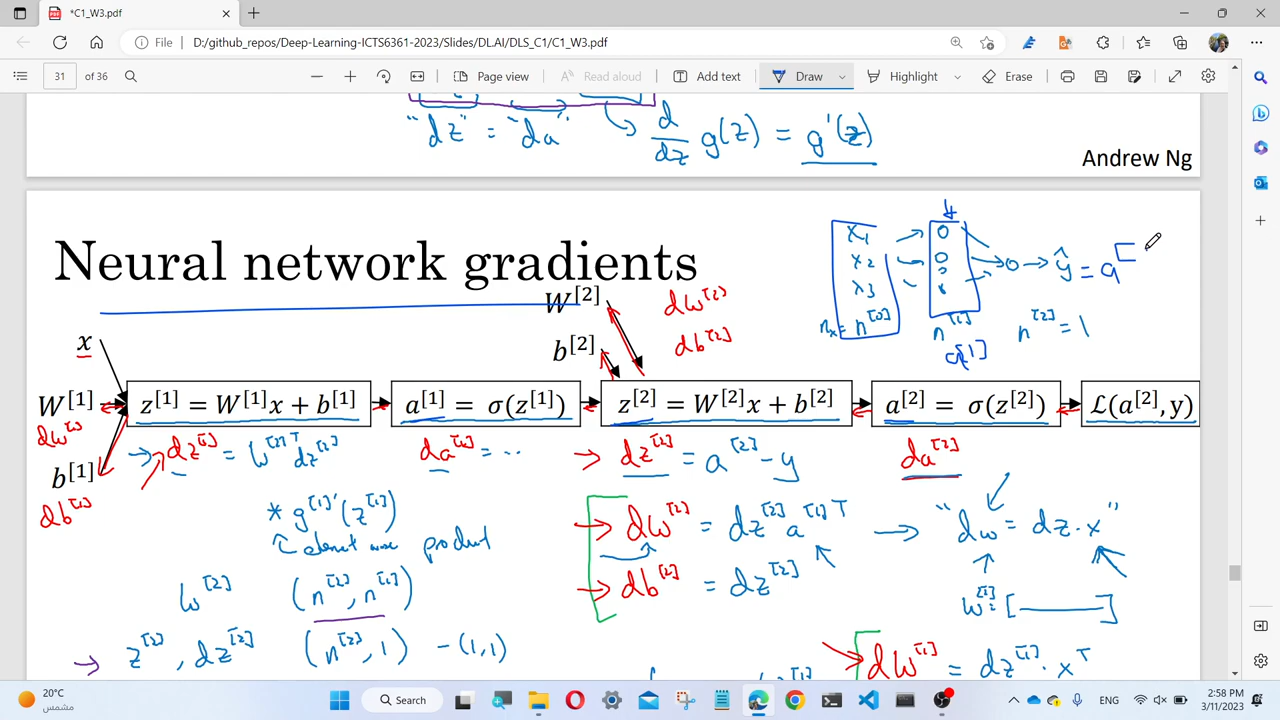 *C1_W3.pdf
File
D:/github_repos/Deep-Learning-ICTS6361-2023/Slides/DL.AI/DLS_C1/C1_W3.pdf
31 of 36
Page view
Read aloud
Add text
Draw
Highlight
Erase
"dz" = "da"
d/dz g(z) = g'(z)
Andrew Ng
Neural network gradients
x₁
x₂
x₃
nₓ = n^[0]
n^[1]
a^[1]
n^[2] = 1
ŷ = a^[
W^[2]
dW^[2]
b^[2]
db^[2]
x
W^[1]
z^[1] = W^[1]x + b^[1]
a^[1] = σ(z^[1])
z^[2] = W^[2]x + b^[2]
a^[2] = σ(z^[2])
ℒ(a^[2], y)
dW^[1]
b^[1]
db^[1]
dz^[1] = W^[2]T dz^[2]
da^[1] = ...
dz^[2] = a^[2] - y
da^[2]
* g^[1]'(z^[1])
element wise product
dW^[2] = dz^[2] a^[1]T
"dw = dz · x"
db^[2] = dz^[2]
W^[2] (n^[2], n^[1])
z^[2], dz^[2] (n^[2], 1) - (1,1)
dW^[1] = dz^[1] · x^T
20°C
مشمس
Search
ENG
2:58 PM
3/11/2023